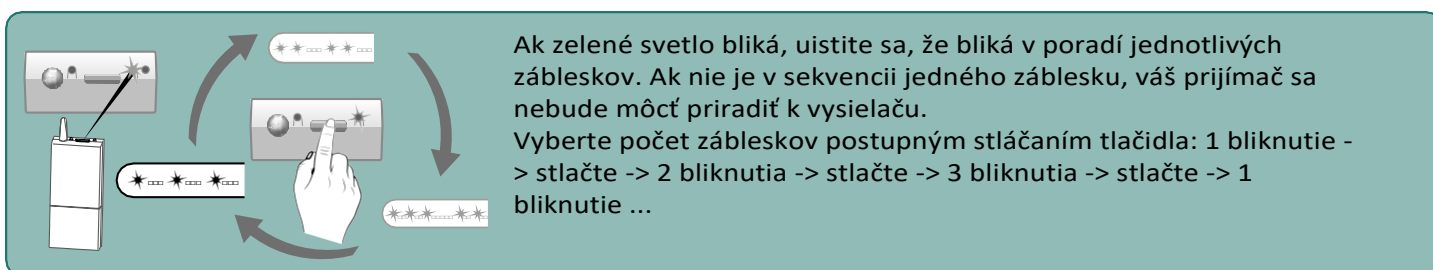 Ak zelené svetlo bliká, uistite sa, že bliká v poradí jednotlivých
zábleskov. Ak nie je v sekvencii jedného záblesku, váš prijímač sa
nebude môcť priradiť k vysielaču.
Vyberte počet zábleskov postupným stláčaním tlačidla: 1 bliknutie -
> stlačte -> 2 bliknutia -> stlačte -> 3 bliknutia -> stlačte -> 1
bliknutie ...